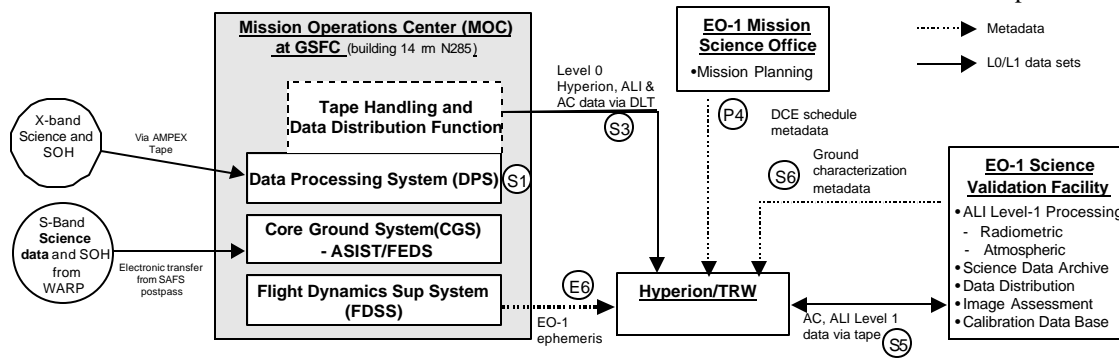 Mission Operations Center (MOC)
at GSFC (building 14 rm N285)
Tape Handling and
Data Distribution Function
Data Processing System (DPS)
S1
Core Ground System(CGS)
- ASIST/FEDS
Flight Dynamics Sup System
(FDSS)
X-band
Science and
SOH
Via AMPEX
Tape
S-Band
Science
data and SOH
from
WARP
Electronic transfer
from SAFS
postpass
Level 0
Hyperion, ALI &
AC data via DLT
S3
EO-1 Mission
Science Office
•Mission Planning
P4
DCE schedule
metadata
Metadata
L0/L1 data sets
S6
Ground
characterization
metadata
EO-1 Science
Validation Facility
•ALI Level-1 Processing
- Radiometric
- Atmospheric
•Science Data Archive
•Data Distribution
•Image Assessment
•Calibration Data Base
E6
EO-1
ephemeris
Hyperion/TRW
AC, ALI Level 1
data via tape
S5